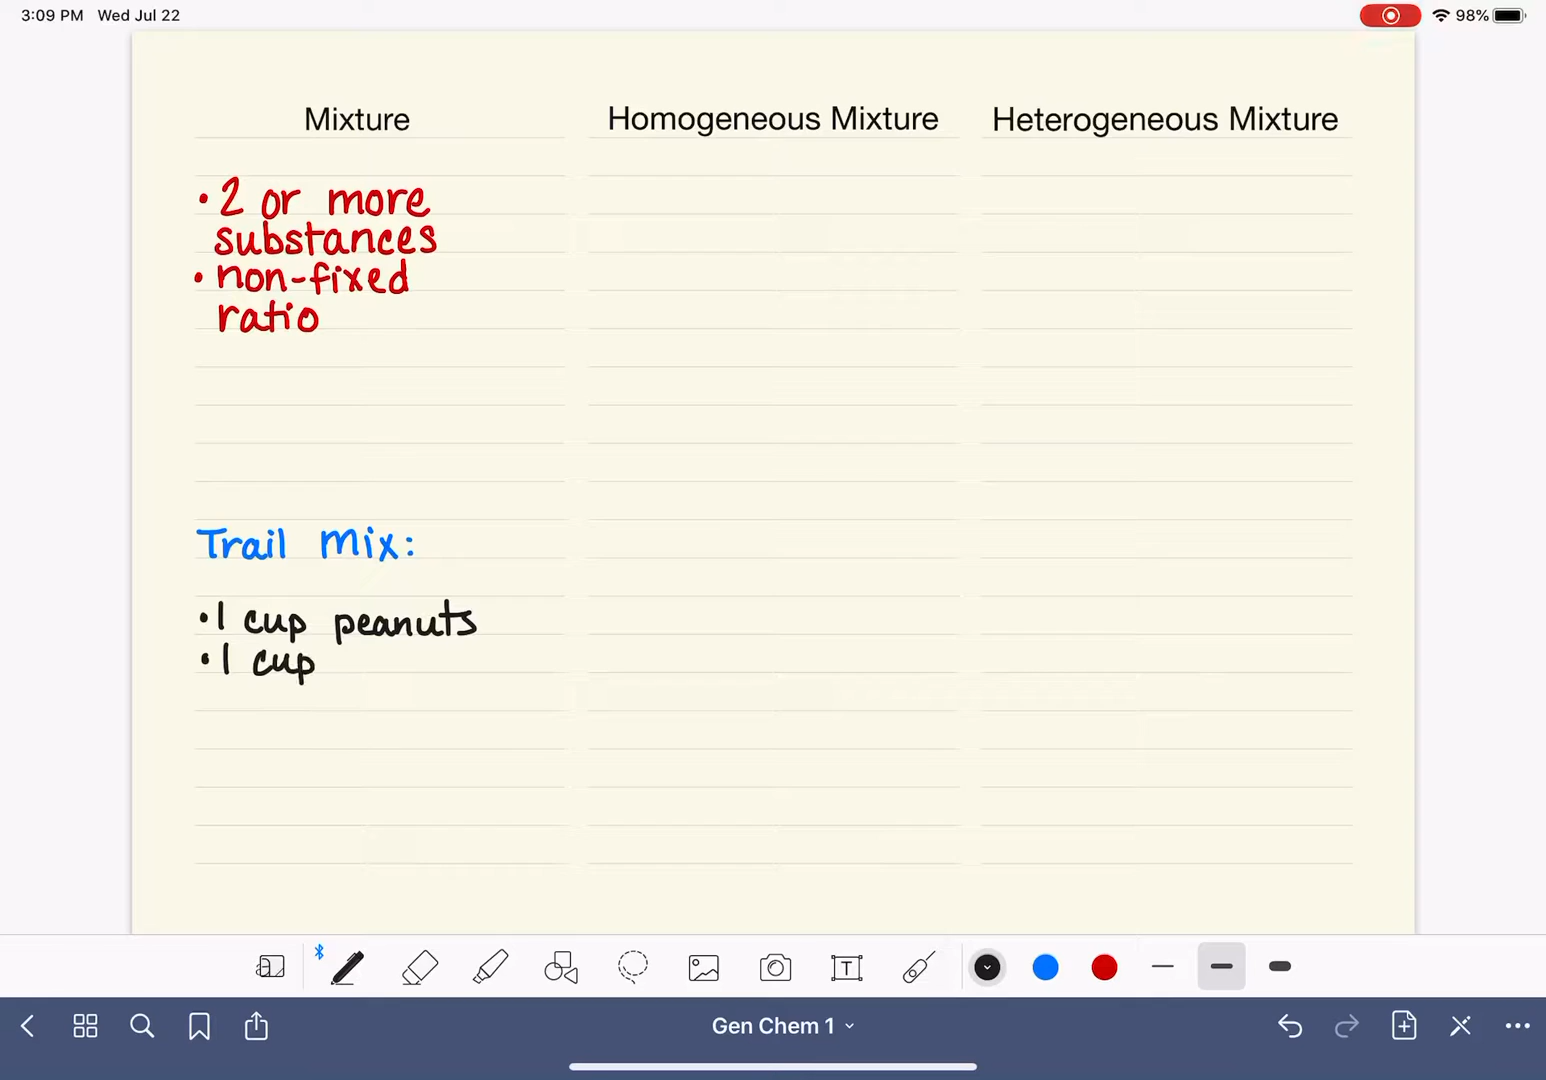 3:09 PM Wed Jul 22
98%
Mixture
Homogeneous Mixture
Heterogeneous Mixture
• 2 or more
substances
• non-fixed
ratio
Trail Mix:
• 1 cup peanuts
• 1 cup
T
Gen Chem 1